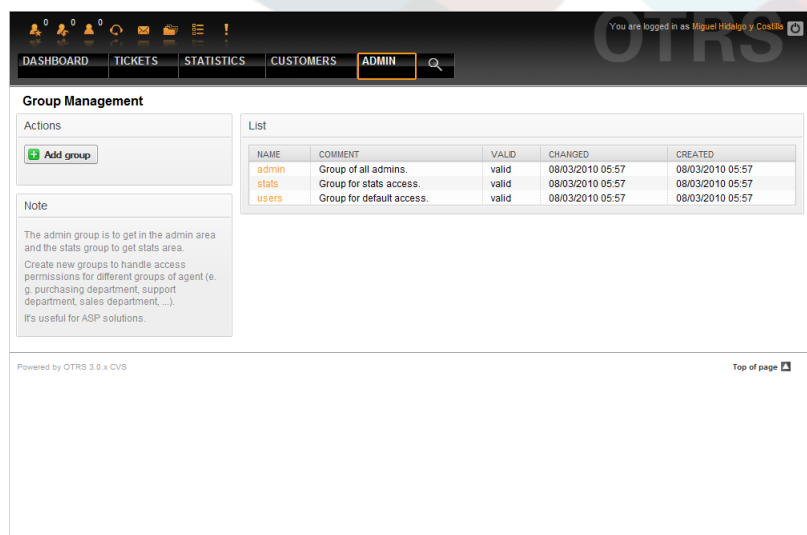 0 0 0
You are logged in as Miguel Hidalgo y Costilla
OTRS
DASHBOARD TICKETS STATISTICS CUSTOMERS ADMIN
Group Management
Actions
Add group
Note
The admin group is to get in the admin area
and the stats group to get stats area.
Create new groups to handle access
permissions for different groups of agent (e.
g. purchasing department, support
department, sales department, ...).
It's useful for ASP solutions.
List
NAME COMMENT VALID CHANGED CREATED
admin Group of all admins. valid 08/03/2010 05:57 08/03/2010 05:57
stats Group for stats access. valid 08/03/2010 05:57 08/03/2010 05:57
users Group for default access. valid 08/03/2010 05:57 08/03/2010 05:57
Powered by OTRS 3.0.x CVS
Top of page